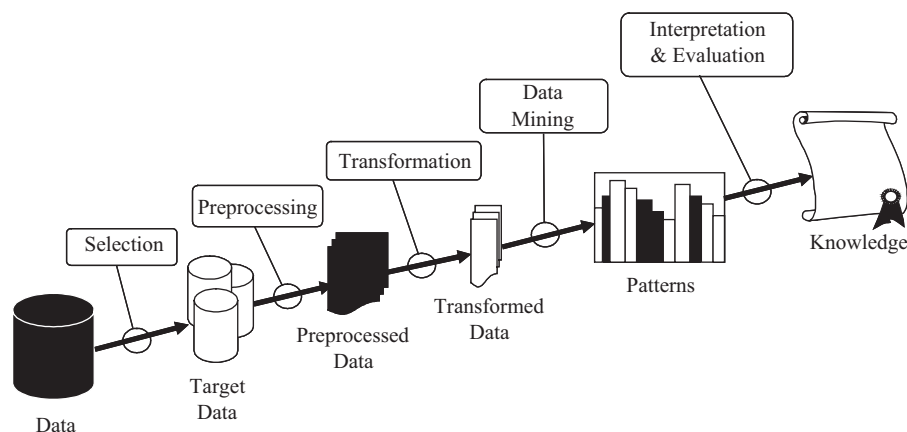 Interpretation
& Evaluation
Data
Mining
Transformation
Preprocessing
Selection
Knowledge
Patterns
Transformed
Data
Preprocessed
Data
Target
Data
Data